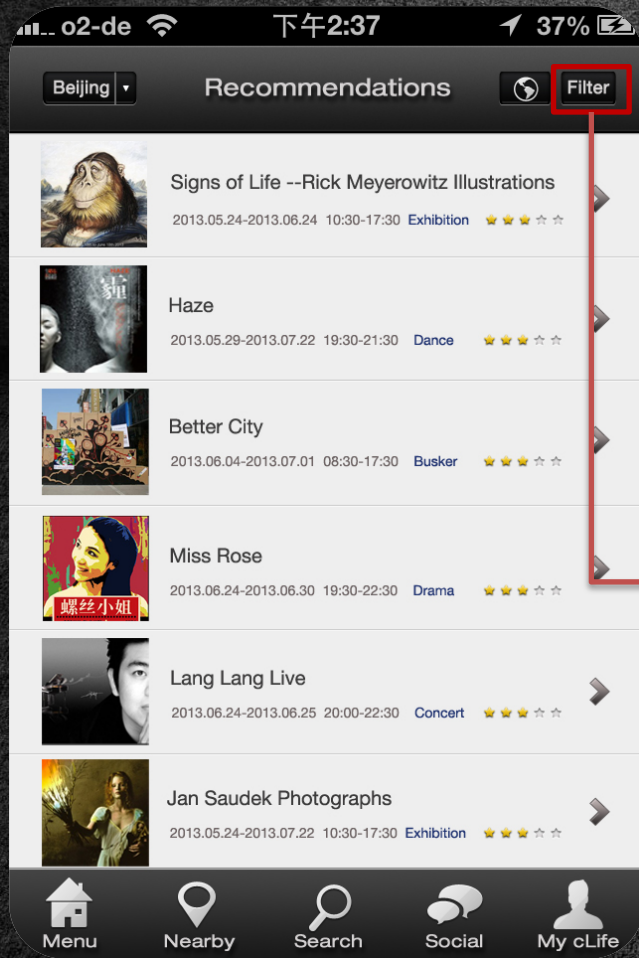 o2-de 下午2:37 37%
Beijing Recommendations Filter
Signs of Life --Rick Meyerowitz Illustrations
2013.05.24-2013.06.24 10:30-17:30 Exhibition
Haze
2013.05.29-2013.07.22 19:30-21:30 Dance
Better City
2013.06.04-2013.07.01 08:30-17:30 Busker
螺丝小姐
Miss Rose
2013.06.24-2013.06.30 19:30-22:30 Drama
Lang Lang Live
2013.06.24-2013.06.25 20:00-22:30 Concert
Jan Saudek Photographs
2013.05.24-2013.07.22 10:30-17:30 Exhibition
Menu Nearby Search Social My cLife